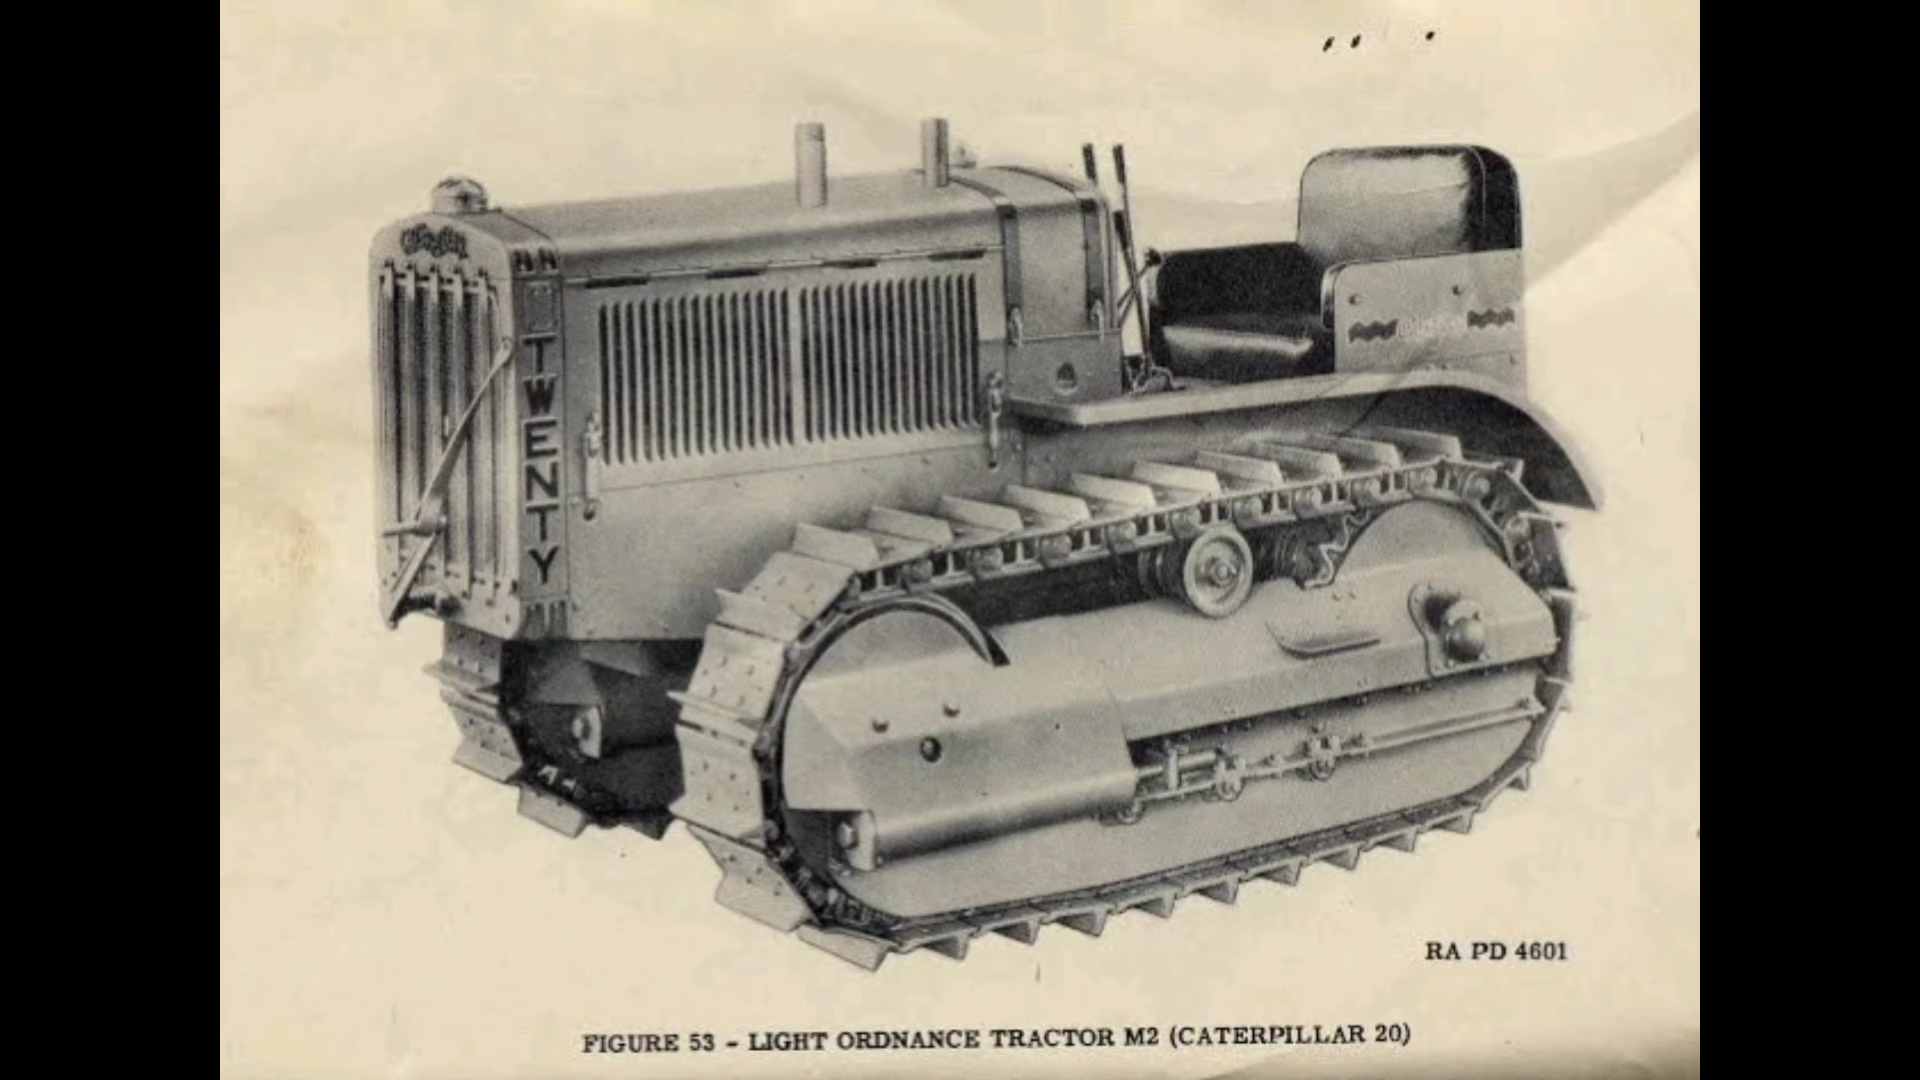 TWENTY
RA PD 4601
FIGURE 53 - LIGHT ORDNANCE TRACTOR M2 (CATERPILLAR 20)